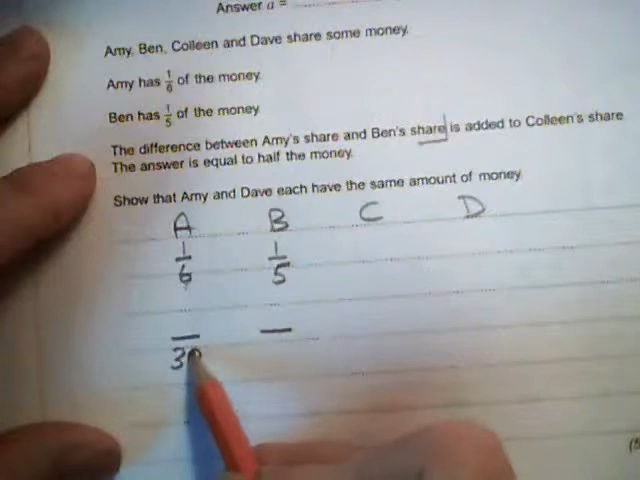 Answer a = ..................
Amy, Ben, Colleen and Dave share some money.
Amy has 1/6 of the money.
Ben has 1/5 of the money.
The difference between Amy's share and Ben's share is added to Colleen's share.
The answer is equal to half the money.
Show that Amy and Dave each have the same amount of money.
A B C D
1/6 1/5
30